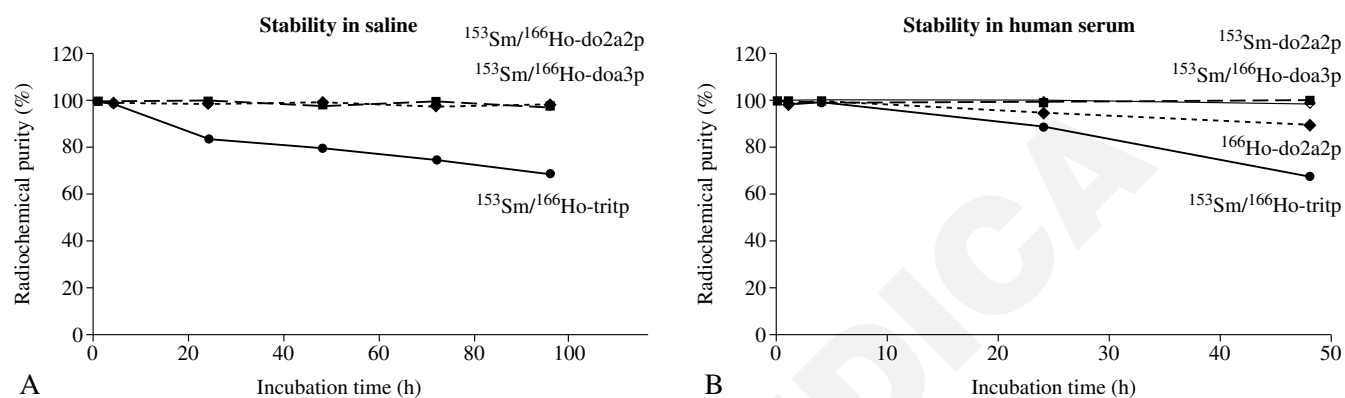 Stability in saline
¹⁵³Sm/¹⁶⁶Ho-do2a2p
¹⁵³Sm/¹⁶⁶Ho-doa3p
¹⁵³Sm/¹⁶⁶Ho-tritp
Radiochemical purity (%)
120
100
80
60
40
20
0
0 20 40 60 80 100
Incubation time (h)
A
Stability in human serum
¹⁵³Sm-do2a2p
¹⁵³Sm/¹⁶⁶Ho-doa3p
¹⁶⁶Ho-do2a2p
¹⁵³Sm/¹⁶⁶Ho-tritp
Radiochemical purity (%)
120
100
80
60
40
20
0
0 10 20 30 40 50
Incubation time (h)
B
DICA